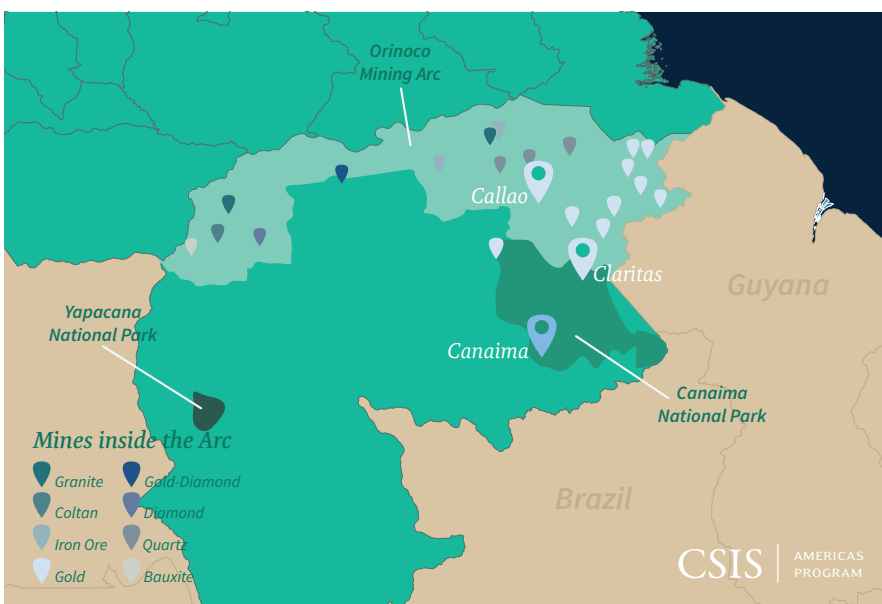 Orinoco
Mining Arc
Callao
Claritas
Guyana
Yapacana
National Park
Canaima
Canaima
National Park
Mines inside the Arc
Granite
Gold-Diamond
Coltan
Diamond
Iron Ore
Quartz
Gold
Bauxite
Brazil
CSIS
AMERICAS
PROGRAM